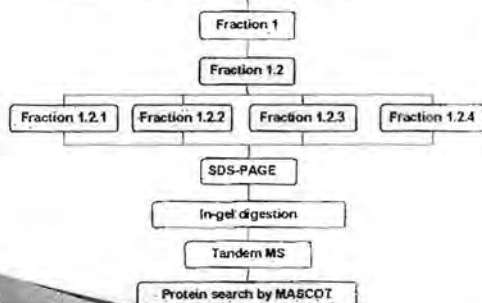 Fraction 1
Fraction 1.2
Fraction 1.2.1 Fraction 1.2.2 Fraction 1.2.3 Fraction 1.2.4
SDS-PAGE
In-gel digestion
Tandem MS
Protein search by MASCOT